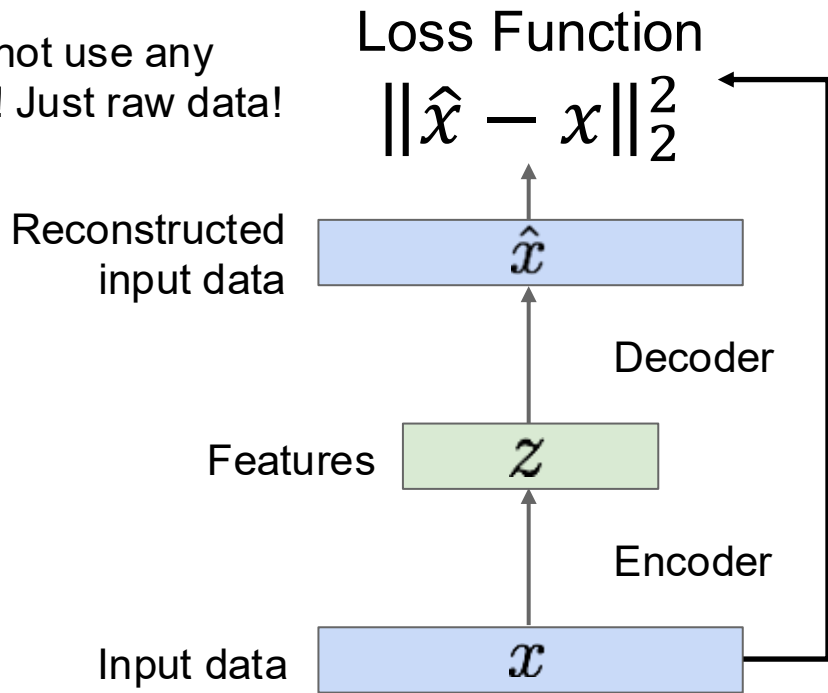 not use any
! Just raw data!
Loss Function
‖x̂ − x‖₂²
Reconstructed
input data
x̂
Decoder
Features
z
Encoder
Input data
x